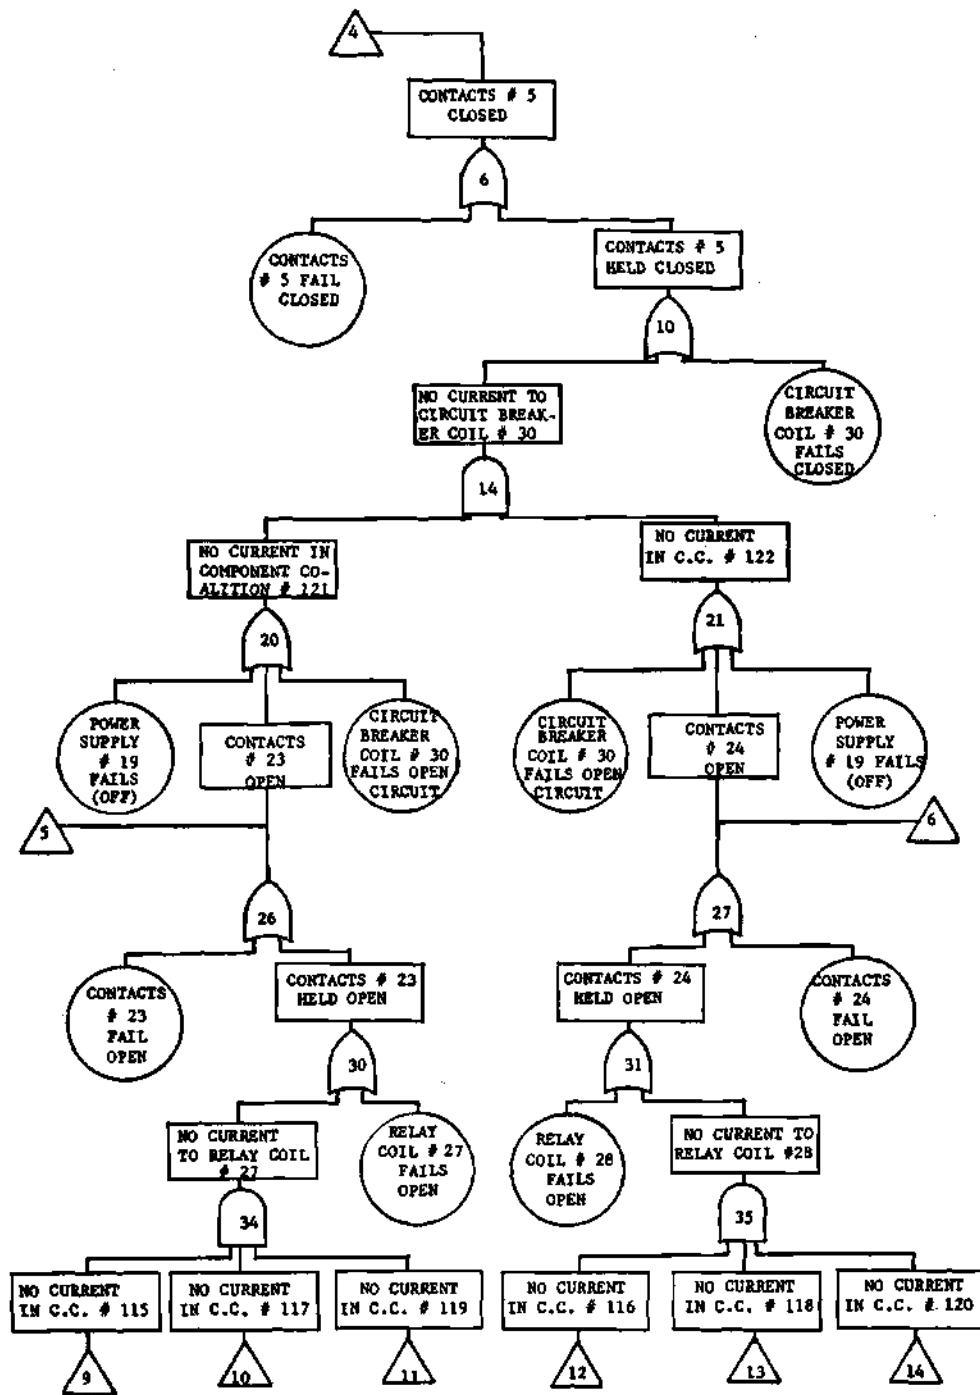 4
CONTACTS # 5
CLOSED
6
CONTACTS
# 5 FAIL
CLOSED
CONTACTS # 5
HELD CLOSED
10
NO CURRENT TO
CIRCUIT BREAK-
ER COIL # 30
CIRCUIT
BREAKER
COIL # 30
FAILS
CLOSED
14
NO CURRENT IN
COMPONENT CO-
ALITION # 121
NO CURRENT
IN C.C. # 122
20
21
POWER
SUPPLY
# 19
FAILS
(OFF)
CONTACTS
# 23
OPEN
CIRCUIT
BREAKER
COIL # 30
FAILS OPEN
CIRCUIT
CIRCUIT
BREAKER
COIL # 30
FAILS OPEN
CIRCUIT
CONTACTS
# 24
OPEN
POWER
SUPPLY
# 19 FAILS
(OFF)
5
6
26
27
CONTACTS
# 23
FAIL
OPEN
CONTACTS # 23
HELD OPEN
CONTACTS # 24
HELD OPEN
CONTACTS
# 24
FAIL
OPEN
30
31
NO CURRENT
TO RELAY COIL
# 27
RELAY
COIL # 27
FAILS
OPEN
RELAY
COIL # 28
FAILS
OPEN
NO CURRENT TO
RELAY COIL #28
34
35
NO CURRENT
IN C.C. # 115
NO CURRENT
IN C.C. # 117
NO CURRENT
IN C.C. # 119
NO CURRENT
IN C.C. # 116
NO CURRENT
IN C.C. # 118
NO CURRENT
IN C.C. # 120
9
10
11
12
13
14